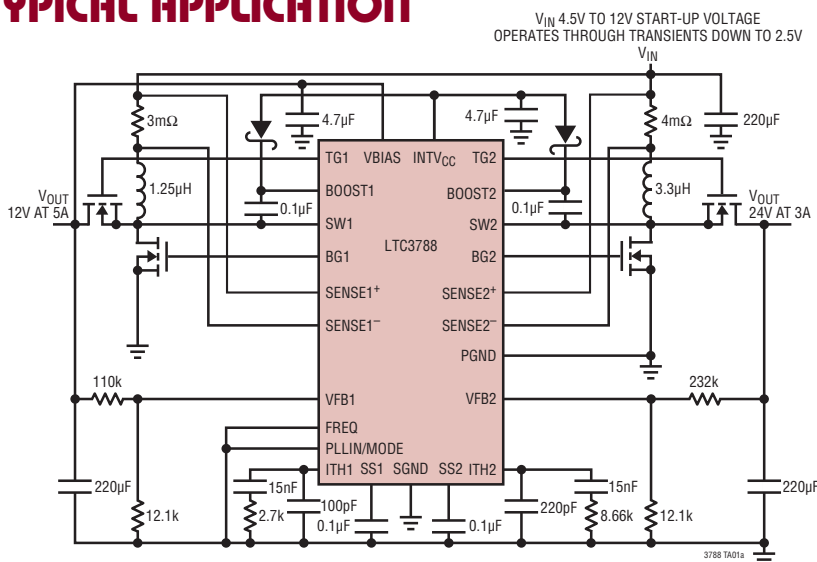 TYPICAL APPLICATION
VIN 4.5V TO 12V START-UP VOLTAGE
OPERATES THROUGH TRANSIENTS DOWN TO 2.5V
VIN
3mΩ
4.7µF
4.7µF
4mΩ
220µF
TG1 VBIAS INTVCC TG2
1.25µH
3.3µH
BOOST1
BOOST2
VOUT
12V AT 5A
0.1µF
0.1µF
VOUT
24V AT 3A
SW1
SW2
LTC3788
BG1
BG2
SENSE1+
SENSE2+
SENSE1–
SENSE2–
PGND
110k
232k
VFB1
VFB2
FREQ
PLLIN/MODE
ITH1 SS1 SGND SS2 ITH2
220µF
15nF
15nF
220µF
100pF
220pF
12.1k
2.7k
0.1µF
0.1µF
8.66k
12.1k
3788 TA01a